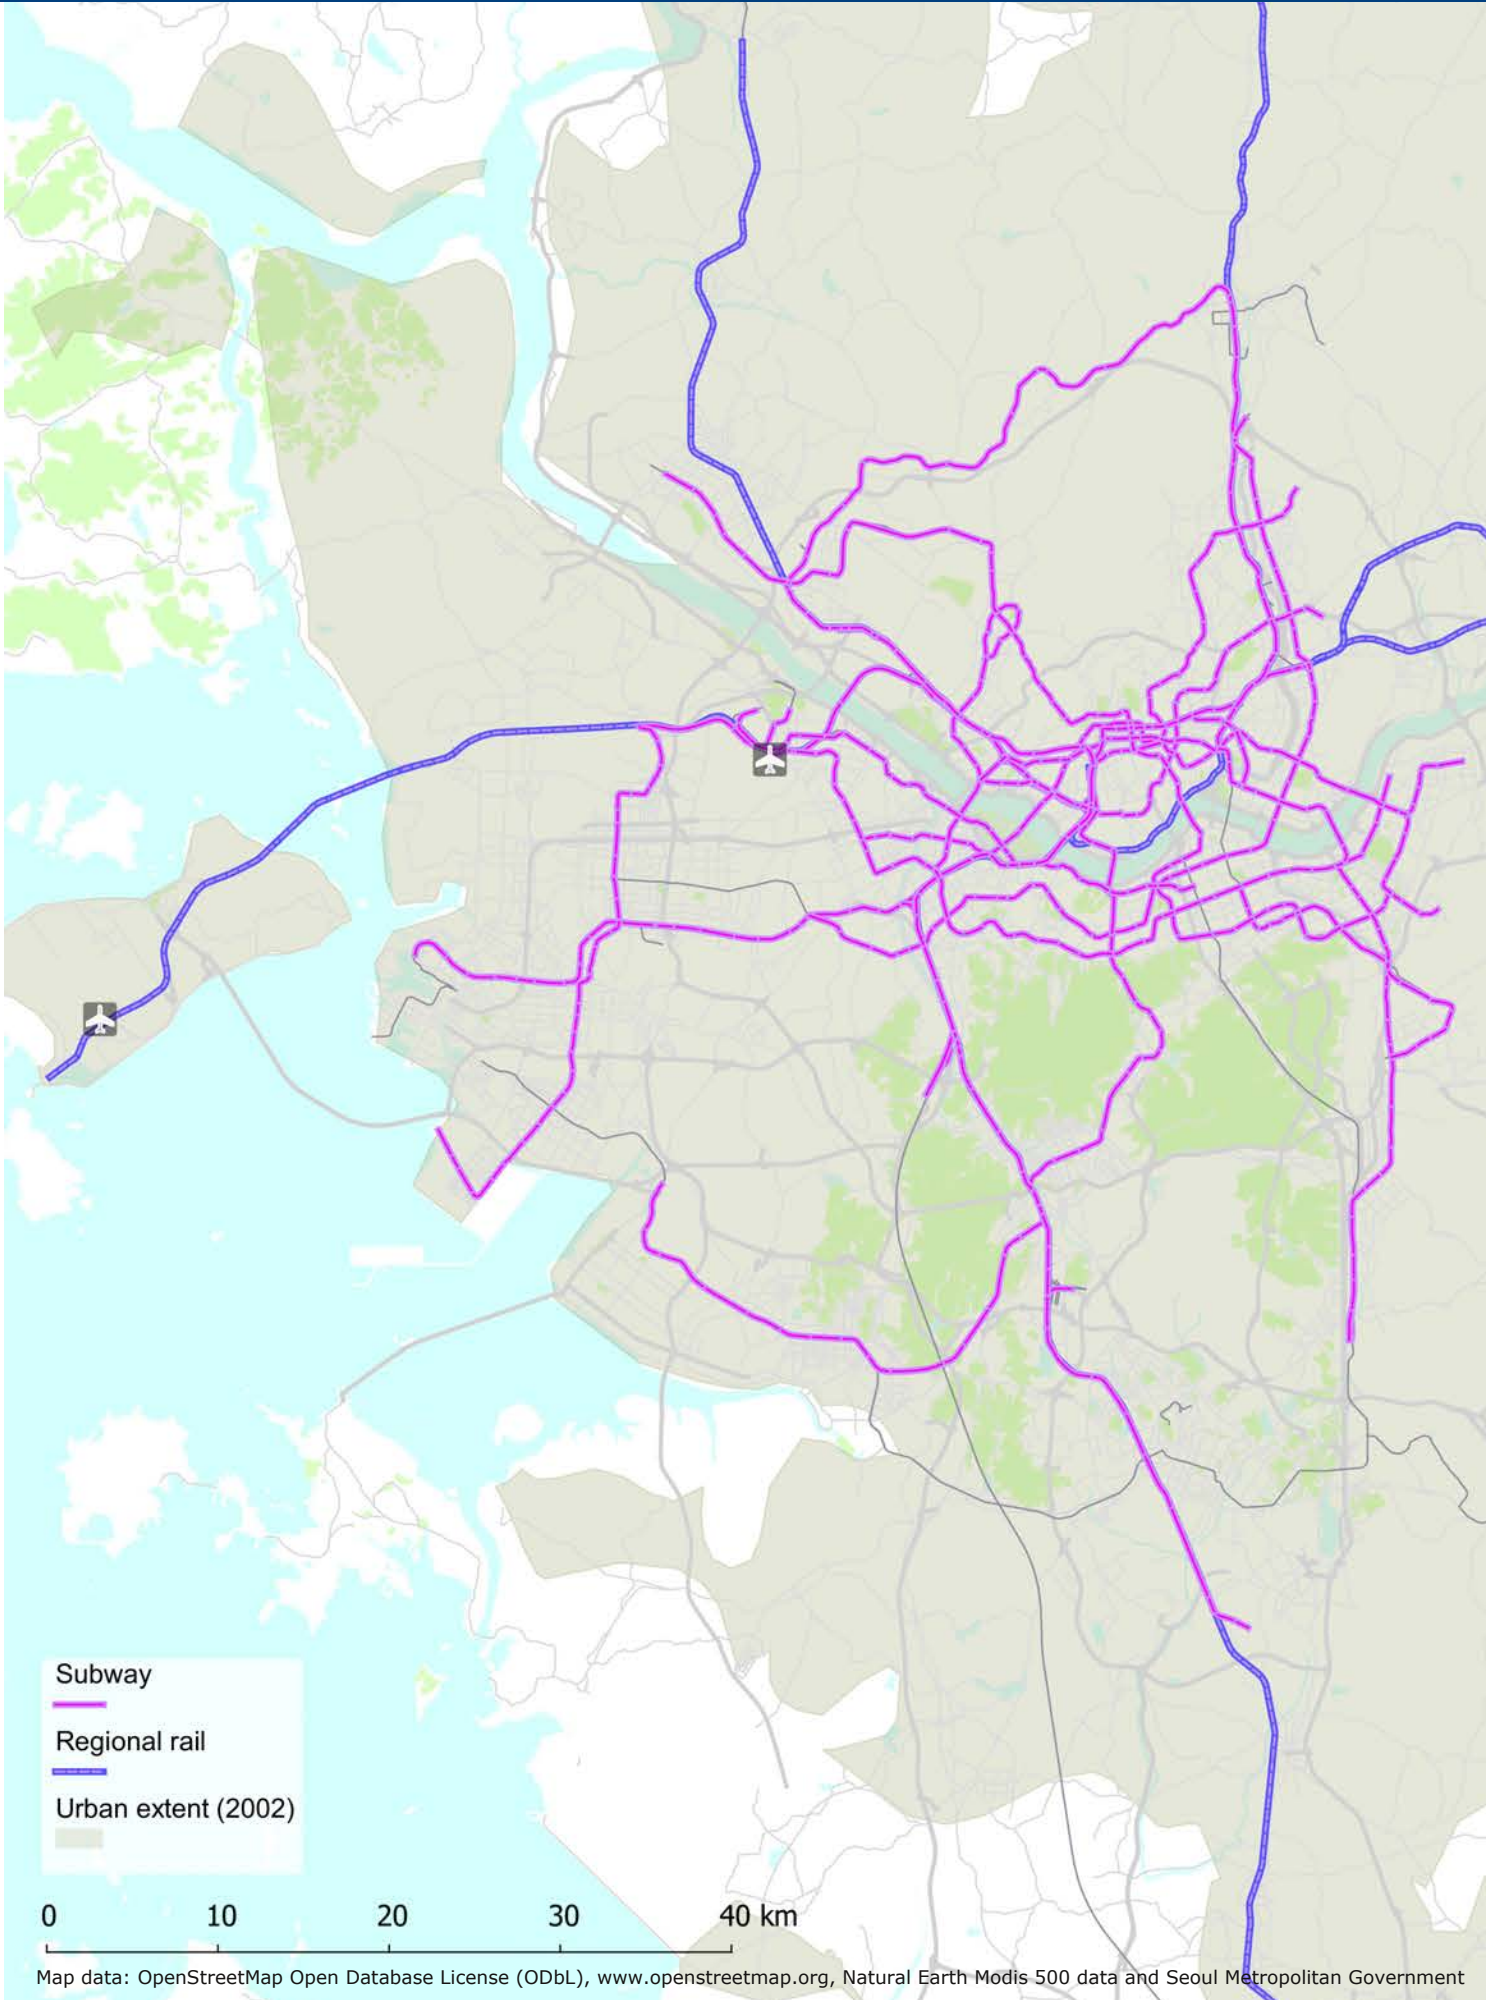 Subway
Regional rail
Urban extent (2002)
0 10 20 30 40 km
Map data: OpenStreetMap Open Database License (ODbL), www.openstreetmap.org, Natural Earth Modis 500 data and Seoul Metropolitan Government